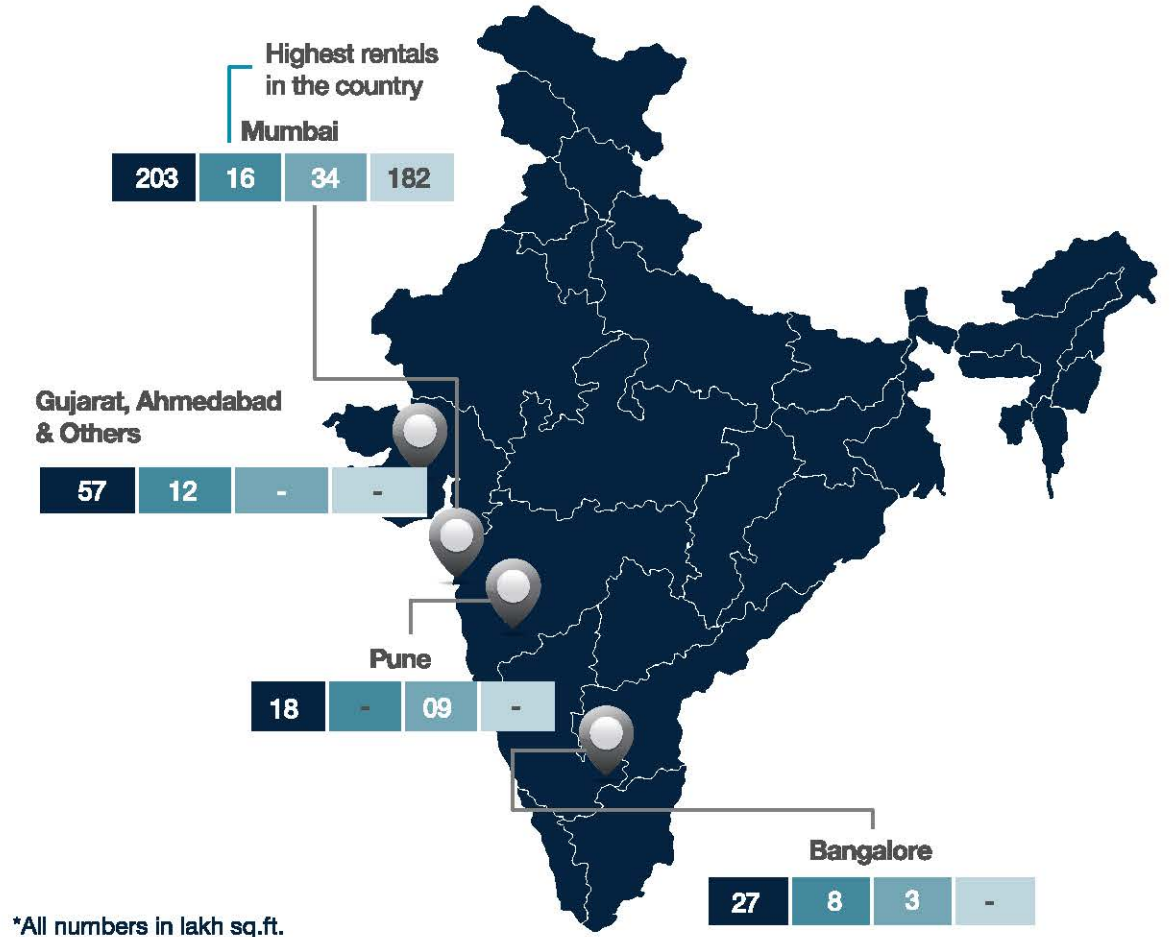 Highest rentals
in the country
Mumbai
203 16 34 182
Gujarat, Ahmedabad
& Others
57 12 - -
Pune
18 - 09 -
Bangalore
27 8 3 -
*All numbers in lakh sq.ft.